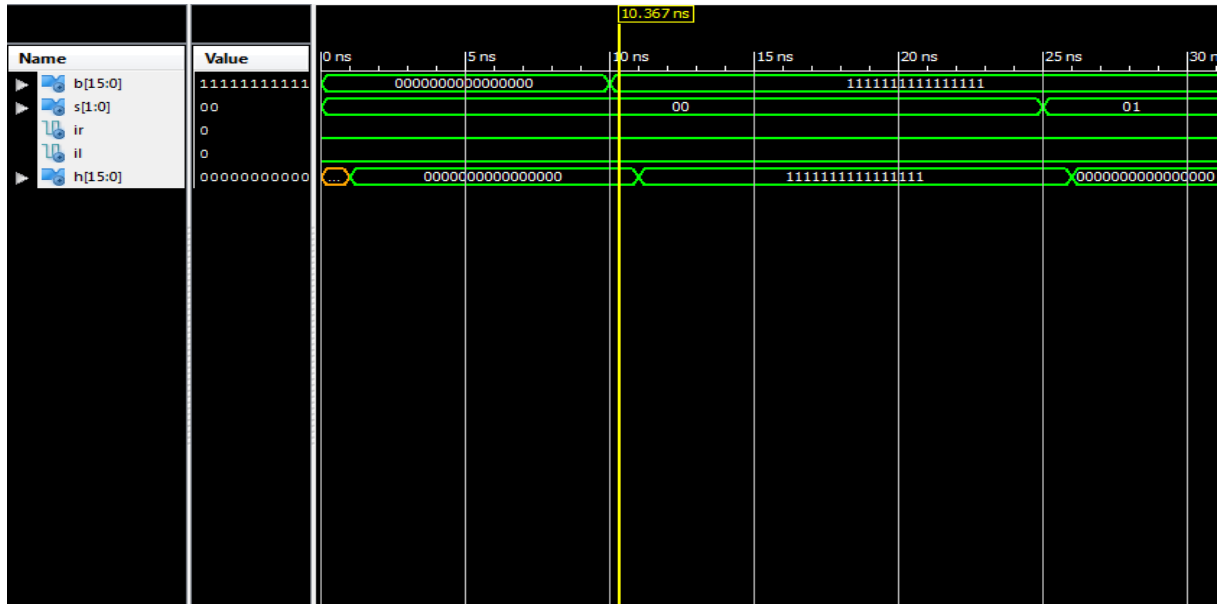 10.367 ns
Name Value 0 ns 5 ns 10 ns 15 ns 20 ns 25 ns 30 n
b[15:0] 11111111111 0000000000000000 1111111111111111
s[1:0] 00 00 01
ir 0
il 0
h[15:0] 00000000000 ... 0000000000000000 1111111111111111 0000000000000000